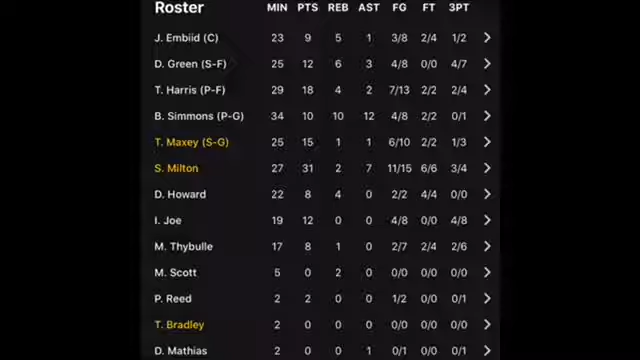 Roster MIN PTS REB AST FG FT 3PT
J. Embiid (C) 23 9 5 1 3/8 2/4 1/2
D. Green (S-F) 25 12 6 3 4/8 0/0 4/7
T. Harris (P-F) 29 18 4 2 7/13 2/2 2/4
B. Simmons (P-G) 34 10 10 12 4/8 2/2 0/1
T. Maxey (S-G) 25 15 1 1 6/10 2/2 1/3
S. Milton 27 31 2 7 11/15 6/6 3/4
D. Howard 22 8 4 0 2/2 4/4 0/0
I. Joe 19 12 0 0 4/8 0/0 4/8
M. Thybulle 17 8 1 0 2/7 2/4 2/6
M. Scott 5 0 2 0 0/0 0/0 0/0
P. Reed 2 2 0 0 1/2 0/0 0/1
T. Bradley 2 0 0 0 0/0 0/0 0/0
D. Mathias 2 0 0 1 0/1 0/0 0/1